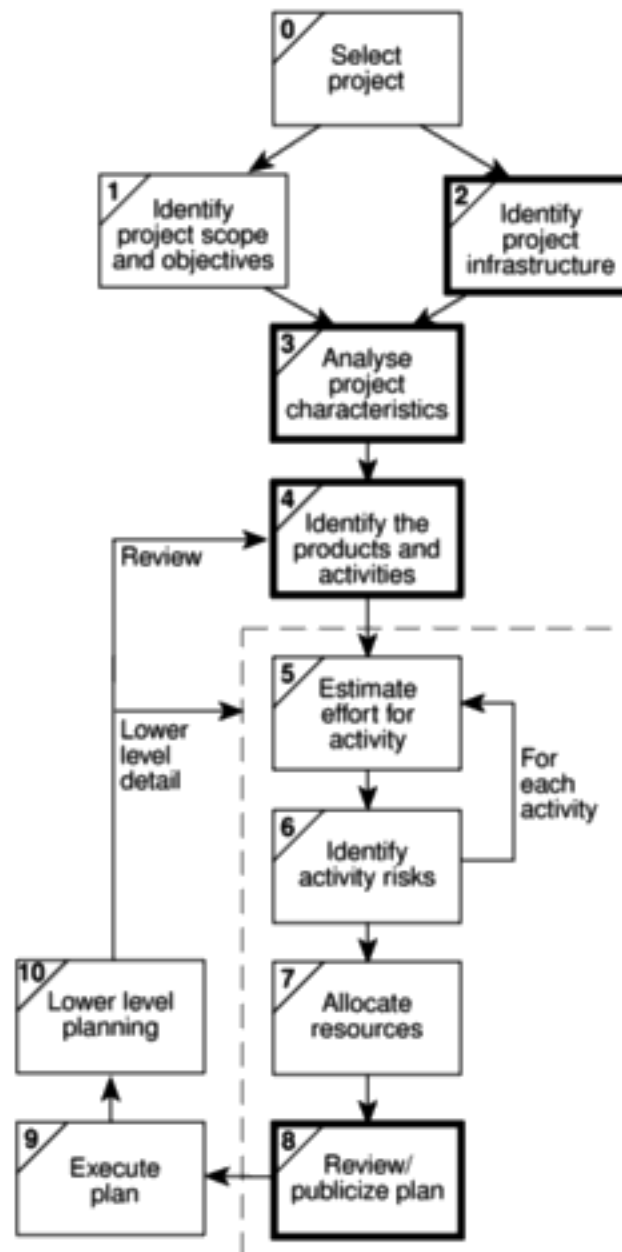 0
Select
project
1
Identify
project scope
and objectives
2
Identify
project
infrastructure
3
Analyse
project
characteristics
4
Identify the
products and
activities
Review
5
Estimate
effort for
activity
Lower
level
detail
For
each
activity
6
Identify
activity risks
7
Allocate
resources
10
Lower level
planning
8
Review/
publicize plan
9
Execute
plan